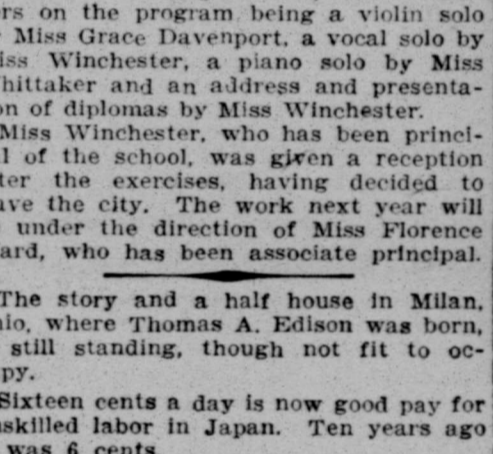 rs on the program being a violin solo
Miss Grace Davenport, a vocal solo by
iss Winchester, a piano solo by Miss
hittaker and an address and presenta-
on of diplomas by Miss Winchester.
Miss Winchester, who has been princi-
l of the school, was given a reception
ter the exercises, having decided to
ave the city. The work next year will
under the direction of Miss Florence
ard, who has been associate principal.
The story and a half house in Milan,
hio, where Thomas A. Edison was born,
still standing, though not fit to oc-
py.
Sixteen cents a day is now good pay for
nskilled labor in Japan. Ten years ago
was 6 cents